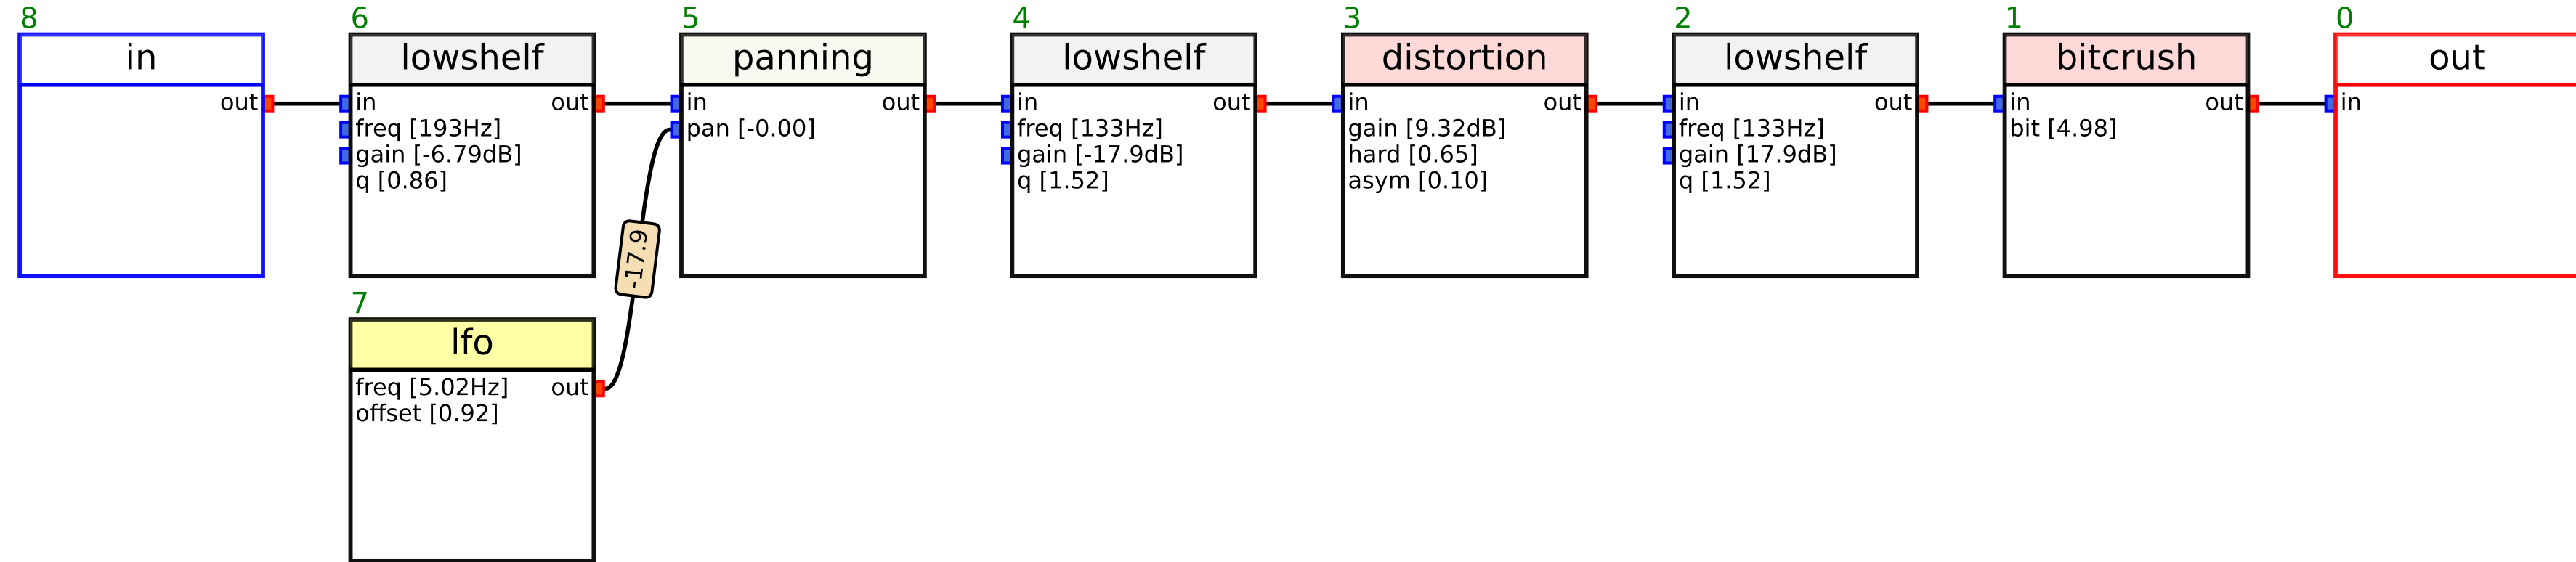 8 6 5 4 3 2 1 0
in lowshelf panning lowshelf distortion lowshelf bitcrush out
out in out in out in out in out in out in out in
freq [193Hz] pan [-0.00] freq [133Hz] gain [9.32dB] freq [133Hz] bit [4.98]
gain [-6.79dB] gain [-17.9dB] hard [0.65] gain [17.9dB]
q [0.86] q [1.52] asym [0.10] q [1.52]
-17.9
7
lfo
freq [5.02Hz] out
offset [0.92]